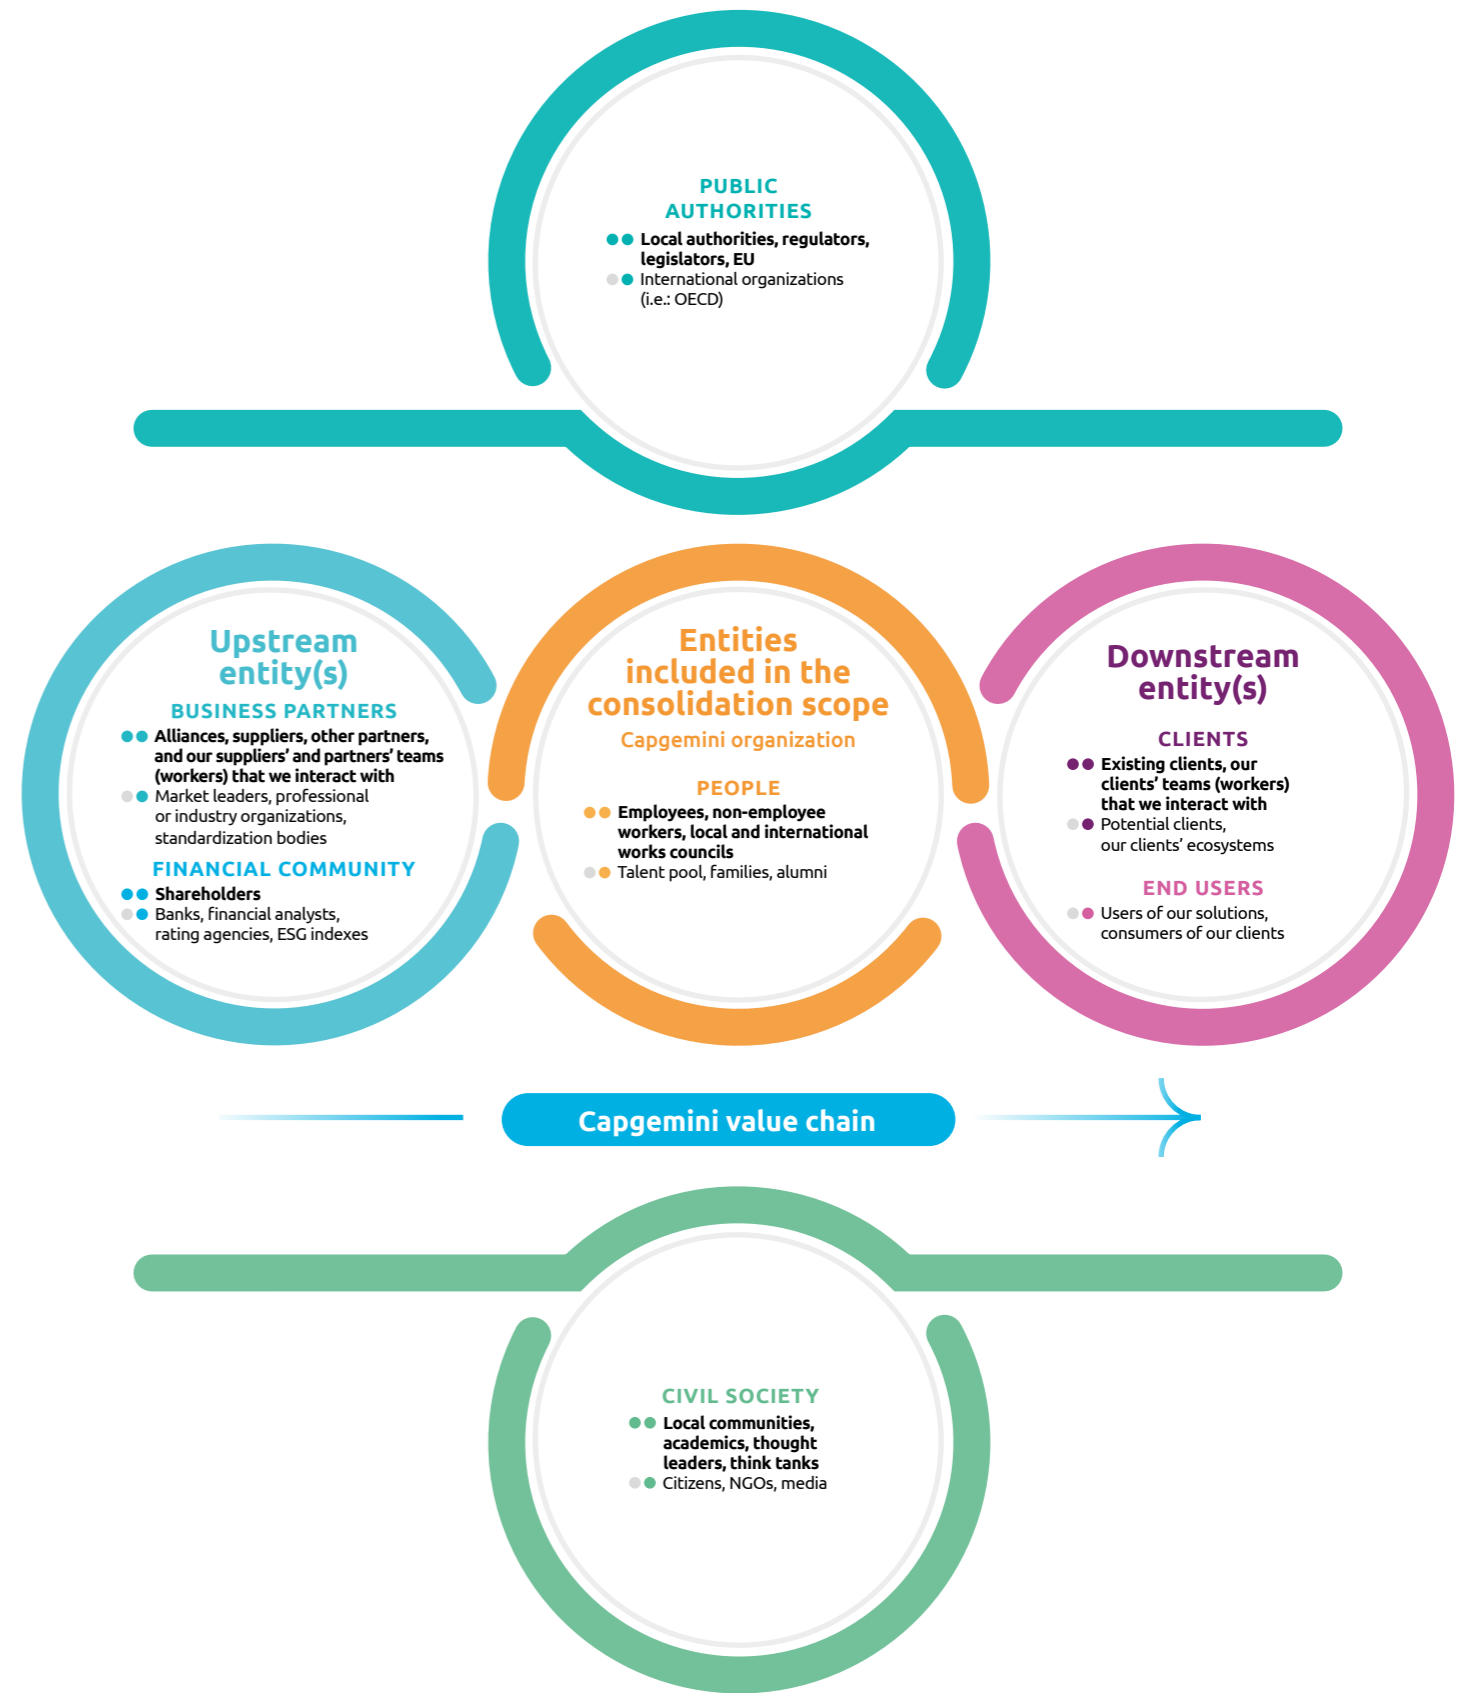 PUBLIC
AUTHORITIES
Local authorities, regulators,
legislators, EU
International organizations
(i.e.: OECD)
Upstream
entity(s)
BUSINESS PARTNERS
Alliances, suppliers, other partners,
and our suppliers’ and partners’ teams
(workers) that we interact with
Market leaders, professional
or industry organizations,
standardization bodies
FINANCIAL COMMUNITY
Shareholders
Banks, financial analysts,
rating agencies, ESG indexes
Entities
included in the
consolidation scope
Capgemini organization
PEOPLE
Employees, non-employee
workers, local and international
works councils
Talent pool, families, alumni
Downstream
entity(s)
CLIENTS
Existing clients, our
clients’ teams (workers)
that we interact with
Potential clients,
our clients’ ecosystems
END USERS
Users of our solutions,
consumers of our clients
Capgemini value chain
CIVIL SOCIETY
Local communities,
academics, thought
leaders, think tanks
Citizens, NGOs, media